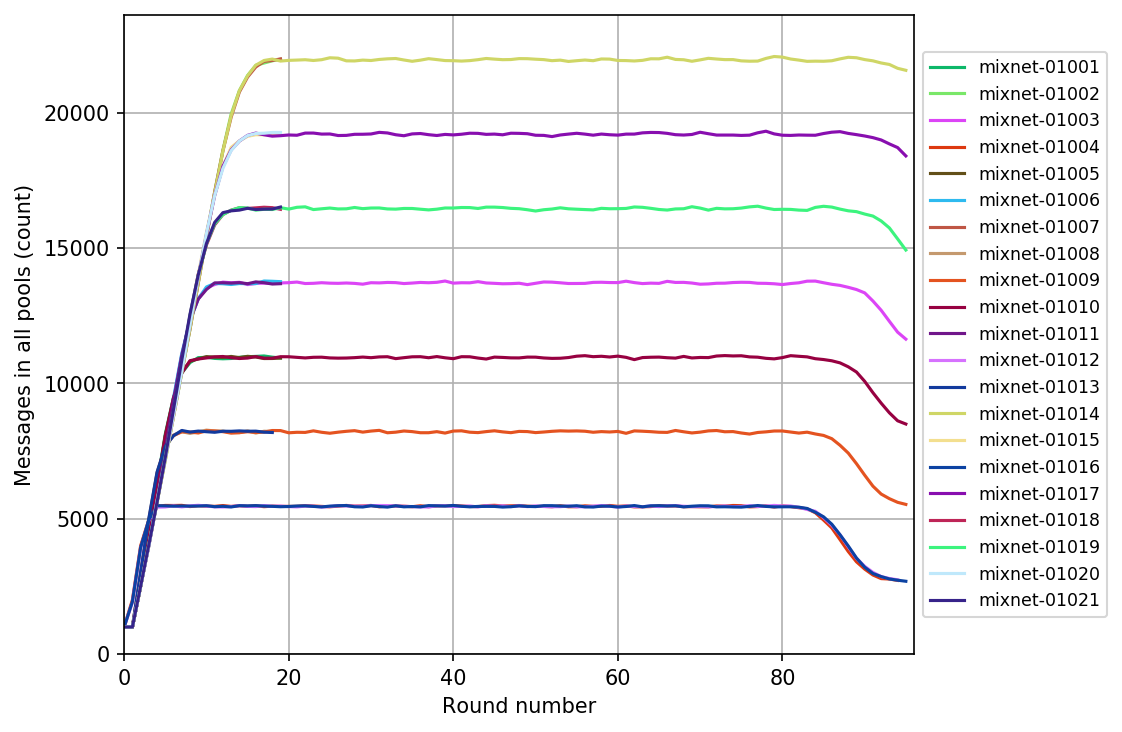 Messages in all pools (count)
20000
15000
10000
5000
0
0 20 40 60 80
Round number
mixnet-01001
mixnet-01002
mixnet-01003
mixnet-01004
mixnet-01005
mixnet-01006
mixnet-01007
mixnet-01008
mixnet-01009
mixnet-01010
mixnet-01011
mixnet-01012
mixnet-01013
mixnet-01014
mixnet-01015
mixnet-01016
mixnet-01017
mixnet-01018
mixnet-01019
mixnet-01020
mixnet-01021